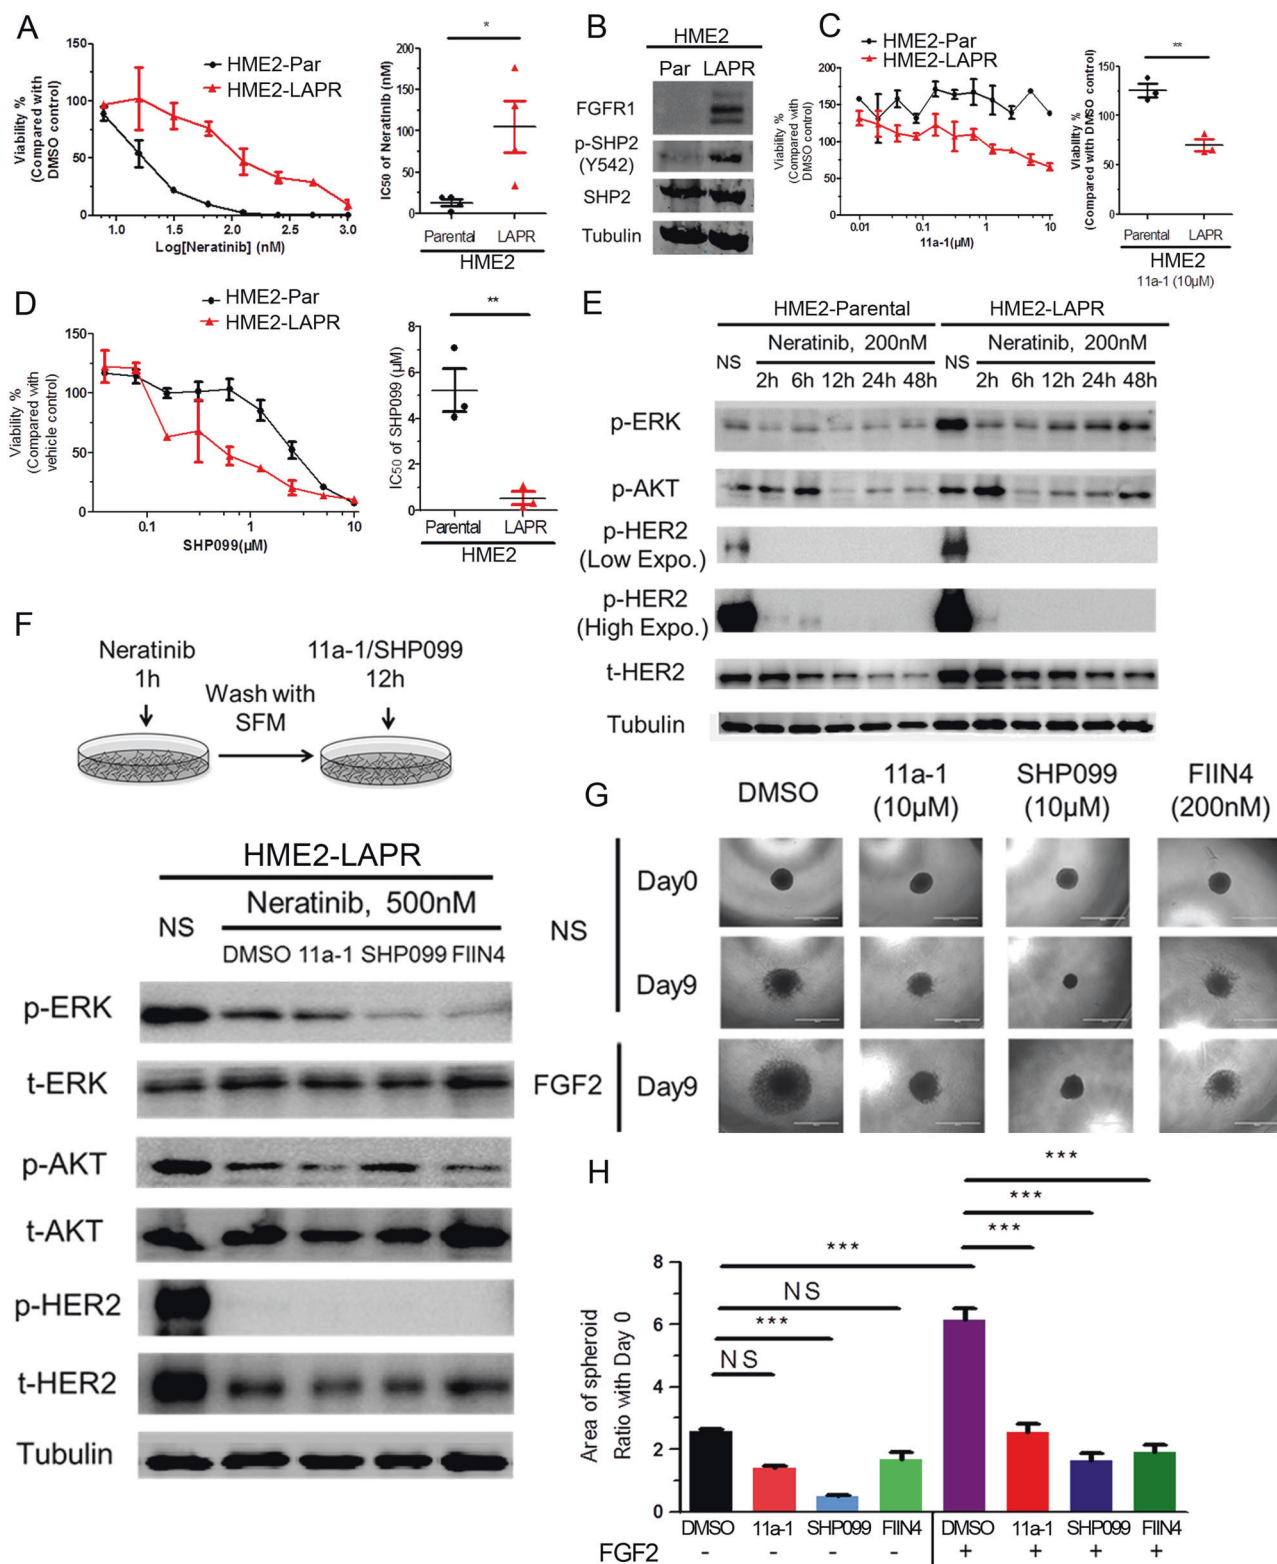 A
HME2-Par
HME2-LAPR
Viability %
(Compared with
DMSO control)
150
100
50
0
1.0 1.5 2.0 2.5 3.0
Log[Neratinib] (nM)
*
IC50 of Neratinib (nM)
200
150
100
50
0
Parental LAPR
HME2
B
HME2
Par LAPR
FGFR1
p-SHP2
(Y542)
SHP2
Tubulin
C
HME2-Par
HME2-LAPR
Viability %
(Compared with
DMSO control)
200
150
100
50
0
0.01 0.1 1 10
11a-1(µM)
**
Viability %
(Compared with DMSO control)
150
100
50
0
Parental LAPR
HME2
11a-1 (10µM)
D
HME2-Par
HME2-LAPR
Viability %
(Compared with
vehicle control)
150
100
50
0
0.1 1 10
SHP099(µM)
**
IC50 of SHP099 (µM)
8
6
4
2
0
Parental LAPR
HME2
E
HME2-Parental HME2-LAPR
NS Neratinib, 200nM NS Neratinib, 200nM
2h 6h 12h 24h 48h 2h 6h 12h 24h 48h
p-ERK
p-AKT
p-HER2
(Low Expo.)
p-HER2
(High Expo.)
t-HER2
Tubulin
F
Neratinib
1h
Wash with
SFM
11a-1/SHP099
12h
HME2-LAPR
NS
Neratinib, 500nM
DMSO 11a-1 SHP099 FIIN4
p-ERK
t-ERK
p-AKT
t-AKT
p-HER2
t-HER2
Tubulin
G
DMSO
11a-1
(10µM)
SHP099
(10µM)
FIIN4
(200nM)
NS
Day0
Day9
FGF2
Day9
H
***
***
***
***
NS
***
NS
Area of spheroid
Ratio with Day 0
8
6
4
2
0
DMSO 11a-1 SHP099 FIIN4 DMSO 11a-1 SHP099 FIIN4
FGF2 - - - - + + + +